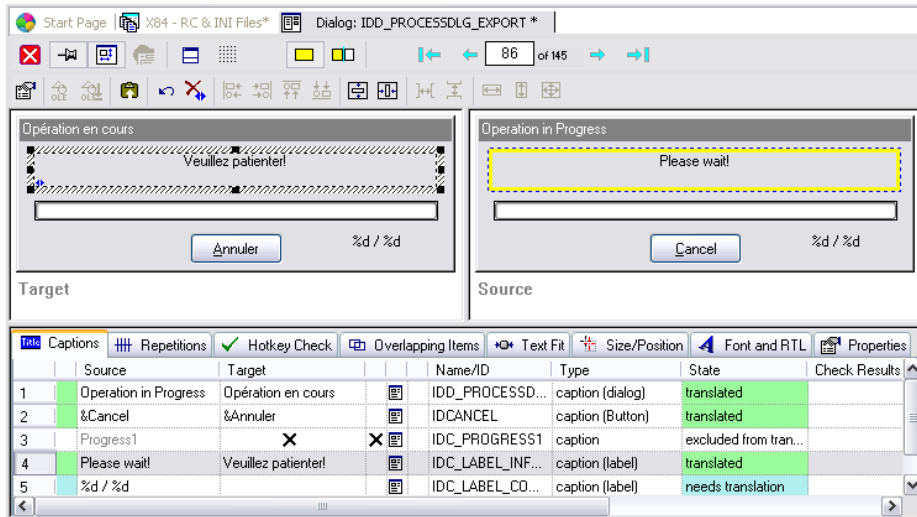 Start Page X84 - RC & INI Files* Dialog: IDD_PROCESSDLG_EXPORT *
86 of 145
OLE OLE
Opération en cours
Veuillez patienter!
Annuler %d / %d
Target
Operation in Progress
Please wait!
Cancel %d / %d
Source
Title Captions Repetitions Hotkey Check Overlapping Items Text Fit Size/Position Font and RTL Properties
Source Target Name/ID Type State Check Results
1 Operation in Progress Opération en cours IDD_PROCESSD... caption (dialog) translated
2 &Cancel &Annuler IDCANCEL caption (Button) translated
3 Progress1 IDC_PROGRESS1 caption excluded from tran...
4 Please wait! Veuillez patienter! IDC_LABEL_INF... caption (label) translated
5 %d / %d IDC_LABEL_CO... caption (label) needs translation